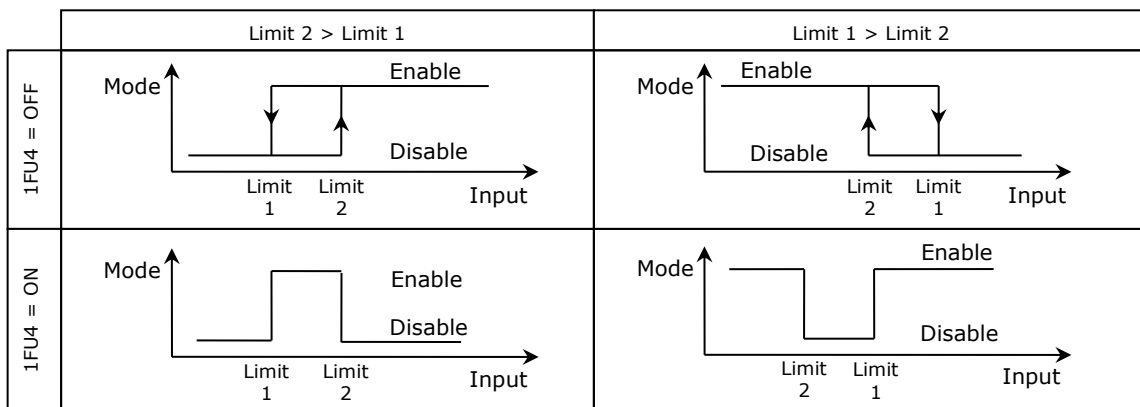 Limit 2 > Limit 1
Limit 1 > Limit 2
1FU4 = OFF
Mode
Enable
Disable
Limit
1
Limit
2
Input
Mode
Enable
Disable
Limit
2
Limit
1
Input
1FU4 = ON
Mode
Enable
Disable
Limit
1
Limit
2
Input
Mode
Enable
Disable
Limit
2
Limit
1
Input